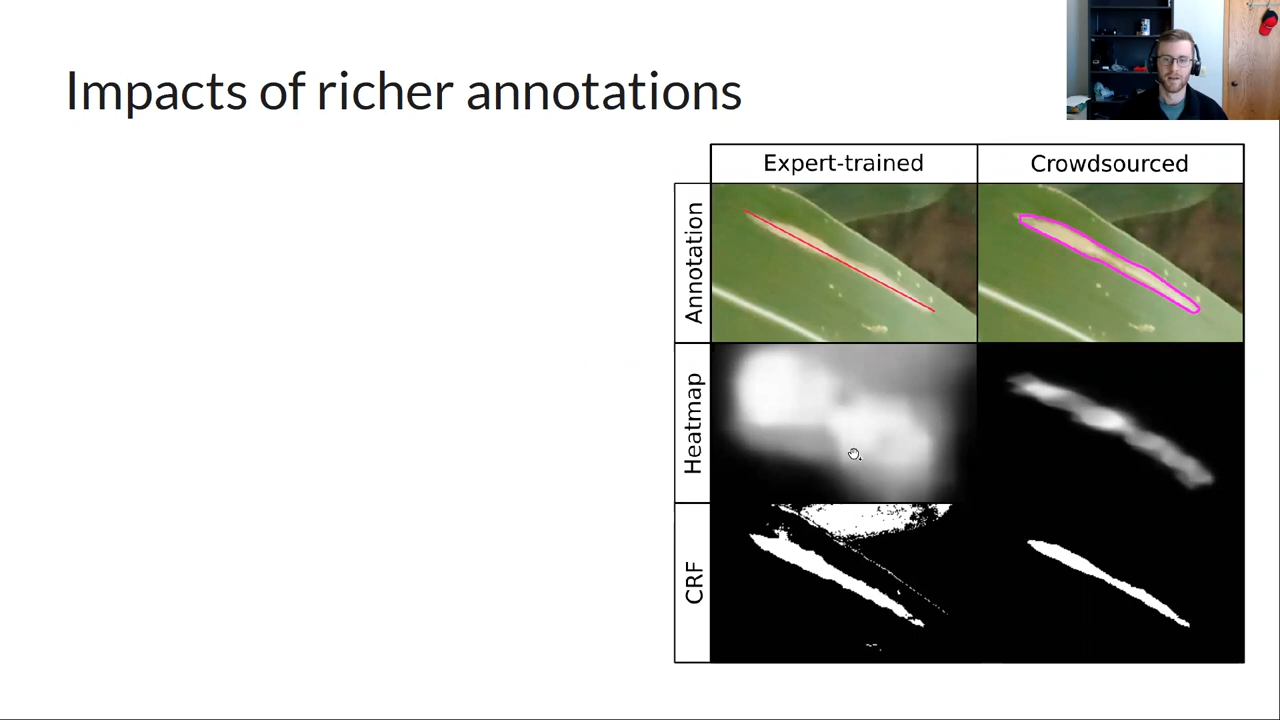 Impacts of richer annotations
Expert-trained
Crowdsourced
Annotation
Heatmap
CRF